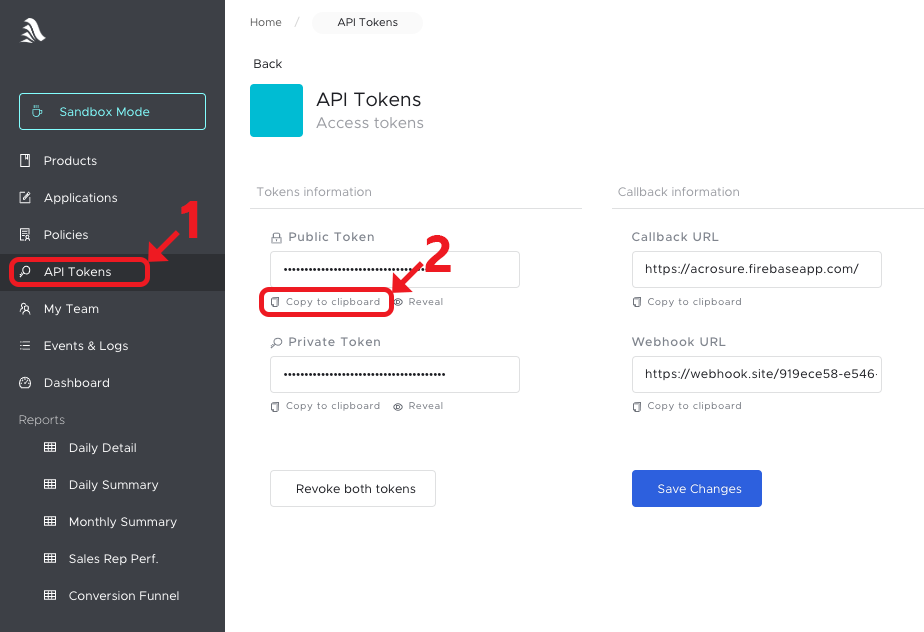 Home / API Tokens
Back
API Tokens
Access tokens
Sandbox Mode
Products
Applications
Policies
API Tokens
My Team
Events & Logs
Dashboard
Reports
Daily Detail
Daily Summary
Monthly Summary
Sales Rep Perf.
Conversion Funnel
1
Tokens information
Public Token
2
Copy to clipboard
Reveal
Private Token
Copy to clipboard
Reveal
Revoke both tokens
Callback information
Callback URL
https://acrosure.firebaseapp.com/
Copy to clipboard
Webhook URL
https://webhook.site/919ece58-e546-
Copy to clipboard
Save Changes